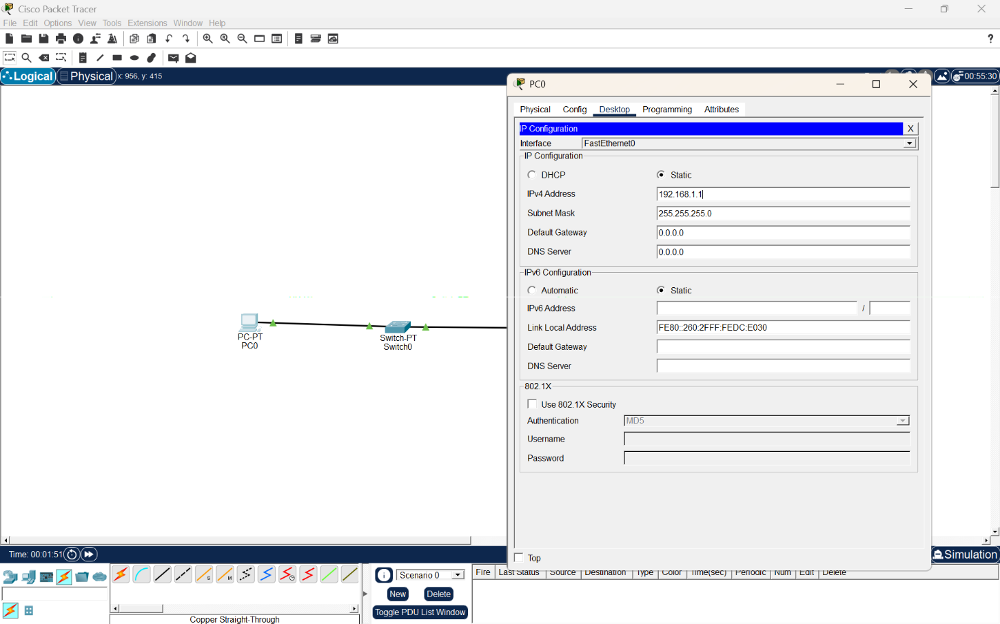 Cisco Packet Tracer
File Edit Options View Tools Extensions Window Help
?
Logical Physical x: 956, y: 415
00:55:30
PC0
Physical Config Desktop Programming Attributes
IP Configuration X
Interface FastEthernet0
IP Configuration
DHCP Static
IPv4 Address 192.168.1.1
Subnet Mask 255.255.255.0
Default Gateway 0.0.0.0
DNS Server 0.0.0.0
IPv6 Configuration
Automatic Static
IPv6 Address /
Link Local Address FE80::260:2FFF:FEDC:E030
Default Gateway
DNS Server
802.1X
Use 802.1X Security
Authentication MD5
Username
Password
Top
PC-PT
PC0
Switch-PT
Switch0
Time: 00:01:51
Simulation
S M
Copper Straight-Through
Scenario 0
New Delete
Toggle PDU List Window
Fire Last Status Source Destination Type Color Time(sec) Periodic Num Edit Delete